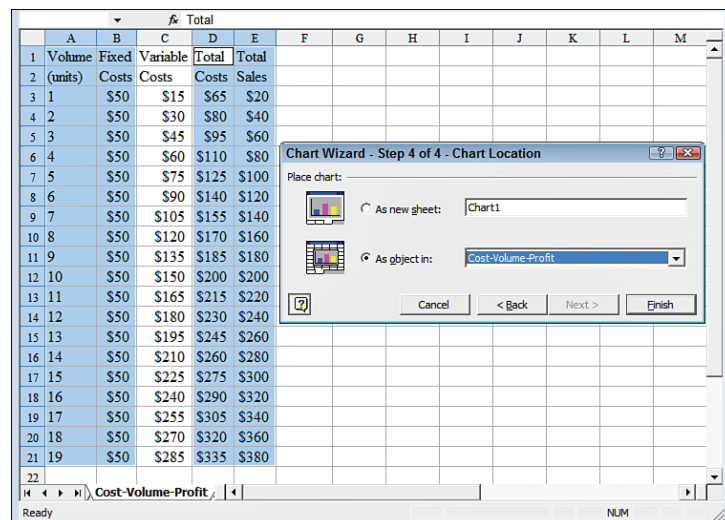 fx Total
A B C D E F G H I J K L M
1 Volume Fixed Variable Total Total
2 (units) Costs Costs Costs Sales
3 1 $50 $15 $65 $20
4 2 $50 $30 $80 $40
5 3 $50 $45 $95 $60
6 4 $50 $60 $110 $80
7 5 $50 $75 $125 $100
8 6 $50 $90 $140 $120
9 7 $50 $105 $155 $140
10 8 $50 $120 $170 $160
11 9 $50 $135 $185 $180
12 10 $50 $150 $200 $200
13 11 $50 $165 $215 $220
14 12 $50 $180 $230 $240
15 13 $50 $195 $245 $260
16 14 $50 $210 $260 $280
17 15 $50 $225 $275 $300
18 16 $50 $240 $290 $320
19 17 $50 $255 $305 $340
20 18 $50 $270 $320 $360
21 19 $50 $285 $335 $380
22
Chart Wizard - Step 4 of 4 - Chart Location
Place chart:
As new sheet: Chart1
As object in: Cost-Volume-Profit
Cancel < Back Next > Finish
Cost-Volume-Profit
Ready NUM